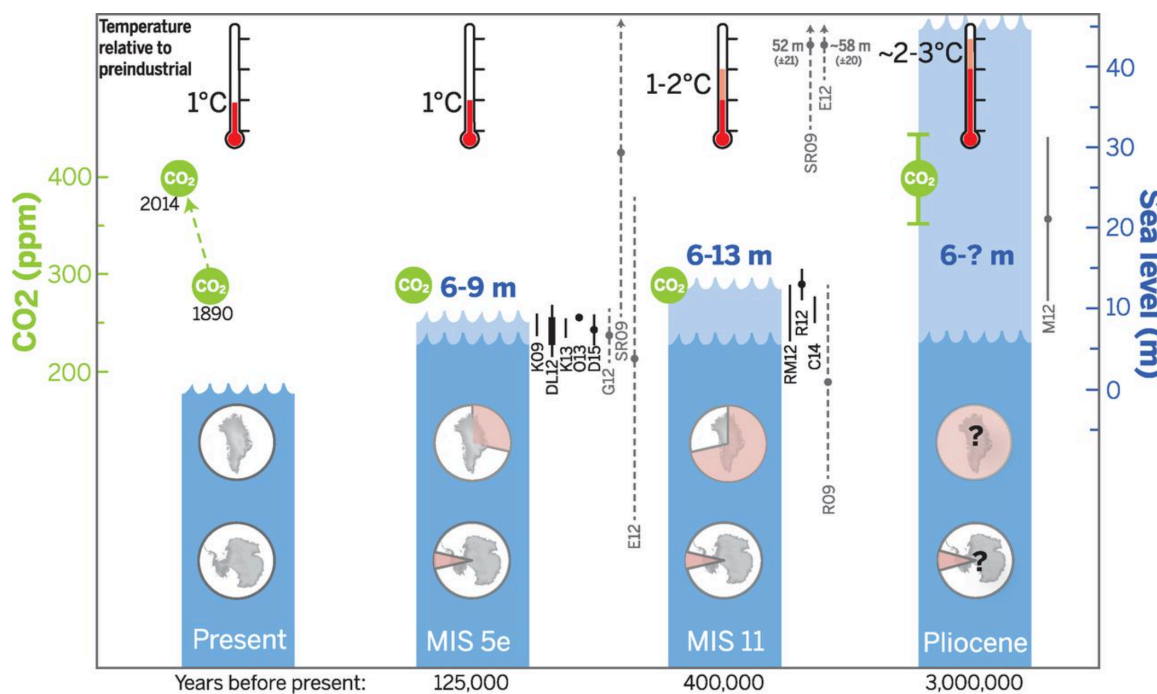 Temperature
relative to
preindustrial
1°C
1°C
1-2°C
~2-3°C
52 m
(±21)
~58 m
(±20)
SR09
E12
CO2 (ppm)
400
300
200
CO₂
2014
CO₂
1890
CO₂
6-9 m
K09
DL12
K13
O13
D15
G12
SR09
E12
CO₂
6-13 m
RM12
R12
C14
R09
CO₂
6-? m
M12
Sea level (m)
40
30
20
10
0
?
?
Present
MIS 5e
MIS 11
Pliocene
Years before present:
125,000
400,000
3,000,000